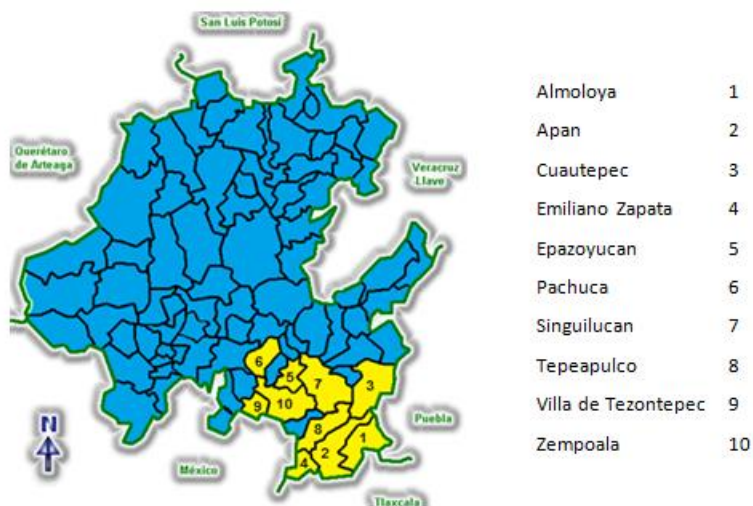 San Luis Potosí
Querétaro
de Arteaga
Veracruz
Llave
Puebla
México
Tlaxcala
N
6
5
7
3
9
10
8
1
2
4
Almoloya 1
Apan 2
Cuautepec 3
Emiliano Zapata 4
Epazoyucan 5
Pachuca 6
Singuilucan 7
Tepeapulco 8
Villa de Tezontepec 9
Zempoala 10